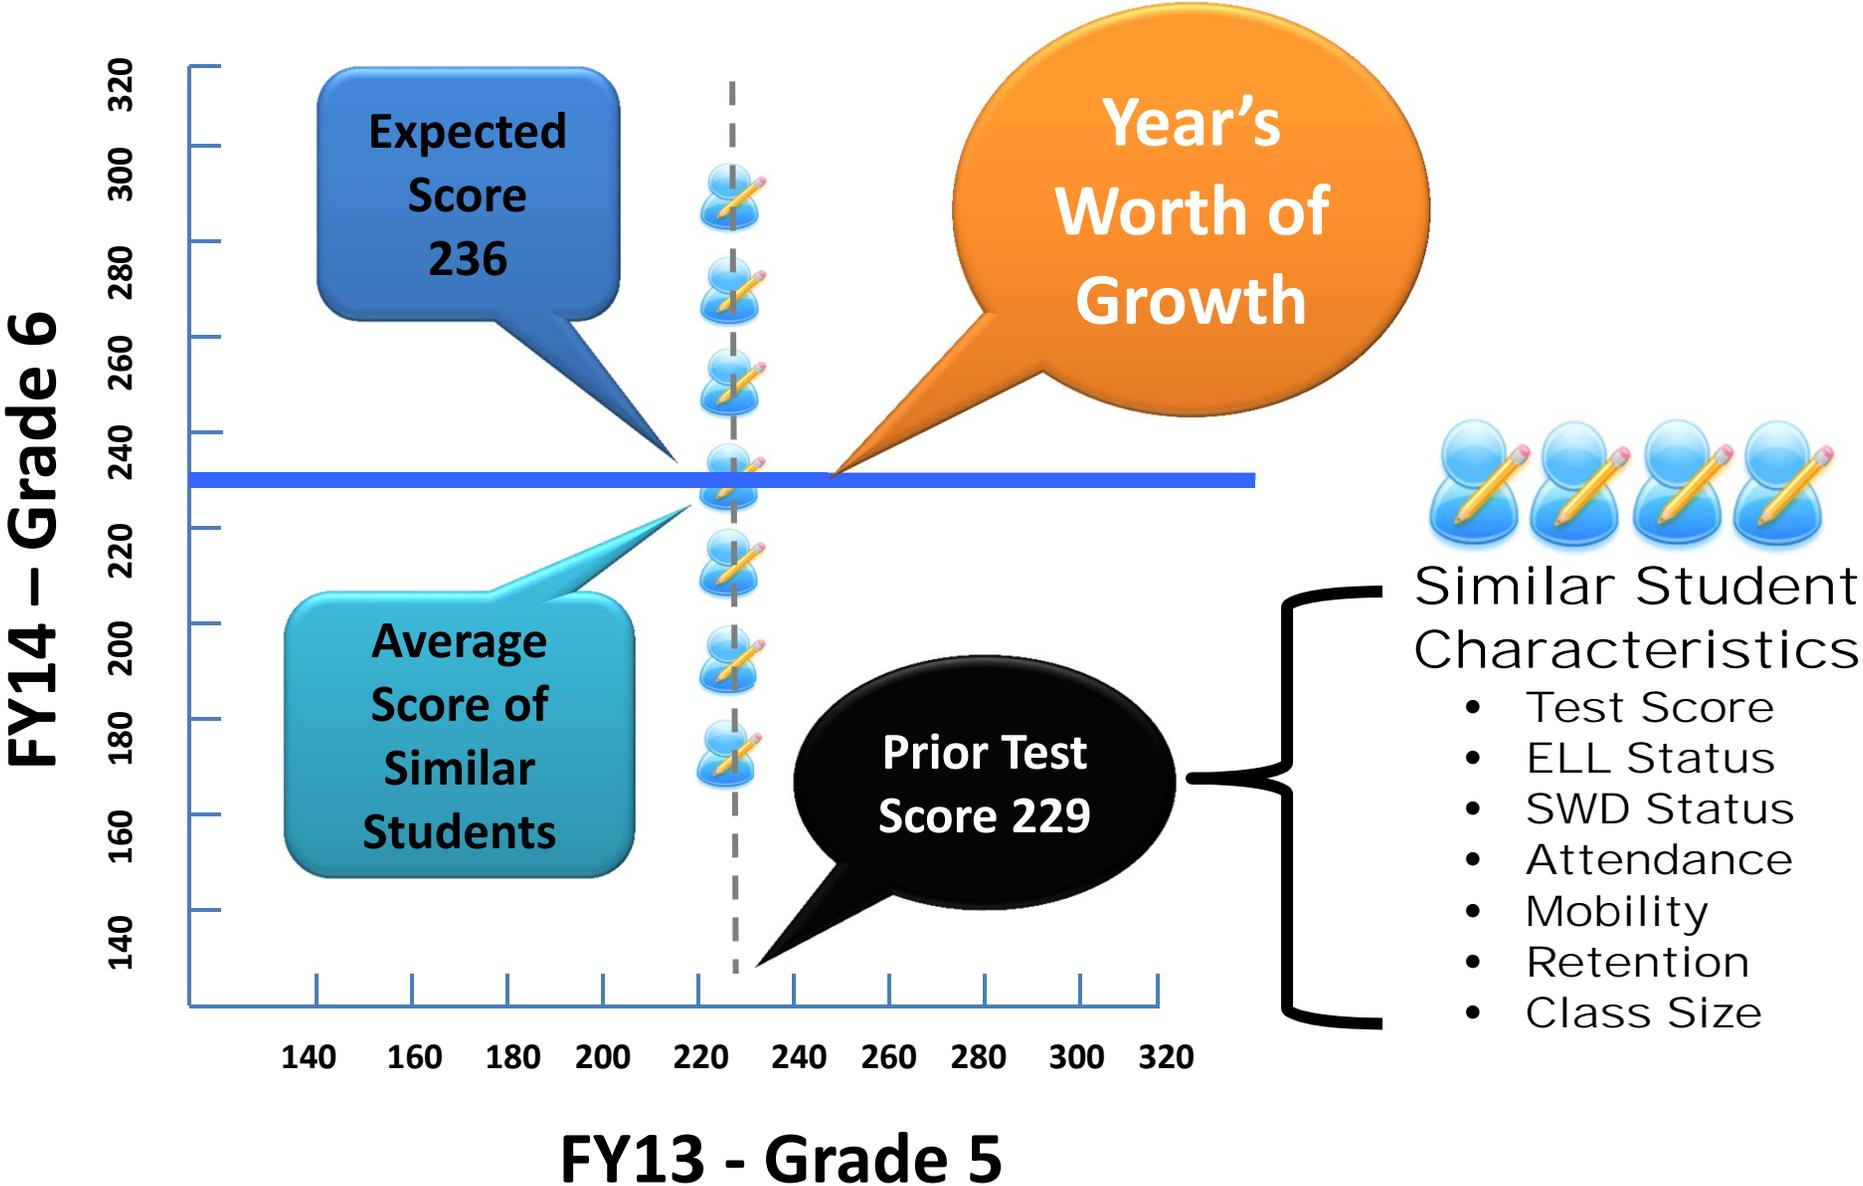 Expected
Score
236
Year’s
Worth of
Growth
FY14 – Grade 6
320
300
280
260
240
220
200
180
160
140
Average
Score of
Similar
Students
Prior Test
Score 229
Similar Student
Characteristics
• Test Score
• ELL Status
• SWD Status
• Attendance
• Mobility
• Retention
• Class Size
140 160 180 200 220 240 260 280 300 320
FY13 - Grade 5